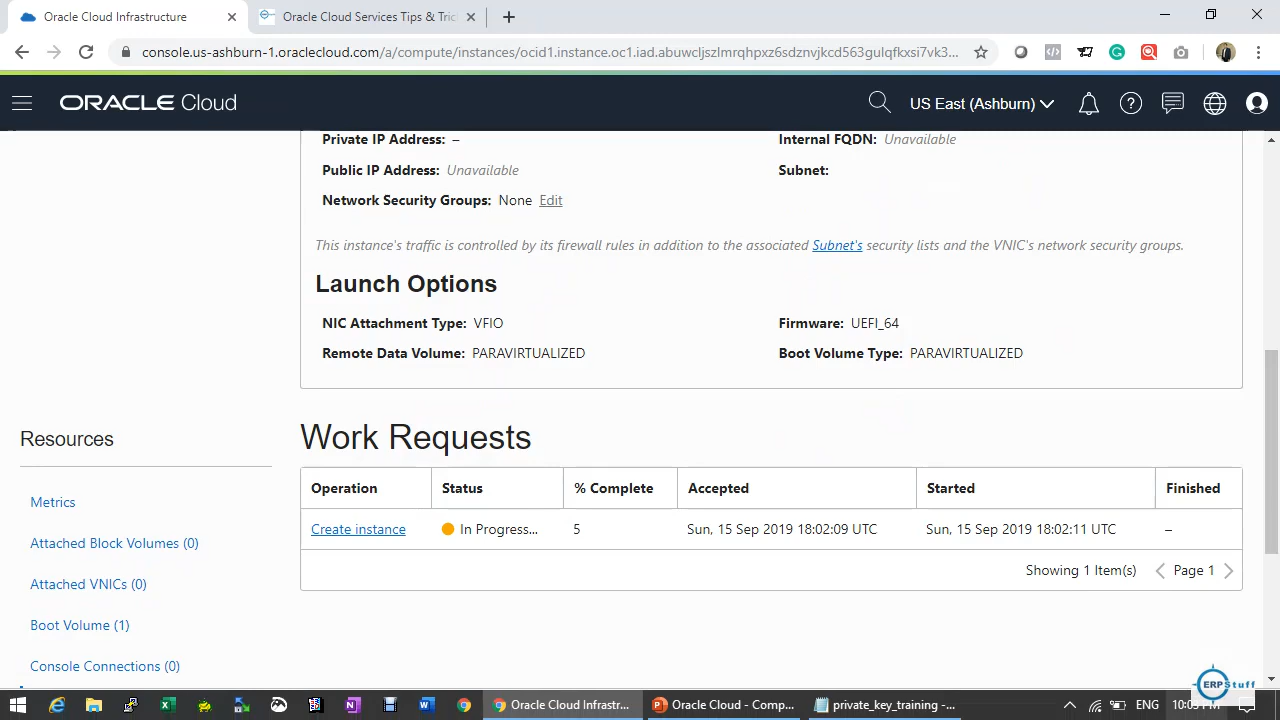 Oracle Cloud Infrastructure
Oracle Cloud Services Tips & Tric
console.us-ashburn-1.oraclecloud.com/a/compute/instances/ocid1.instance.oc1.iad.abuwcljszlmrqhpxz6sdznvjkcd563gulqfkxsi7vk3...
ORACLE Cloud
US East (Ashburn)
Private IP Address: –
Internal FQDN: Unavailable
Public IP Address: Unavailable
Subnet:
Network Security Groups: None Edit
This instance's traffic is controlled by its firewall rules in addition to the associated Subnet's security lists and the VNIC's network security groups.
Launch Options
NIC Attachment Type: VFIO
Firmware: UEFI_64
Remote Data Volume: PARAVIRTUALIZED
Boot Volume Type: PARAVIRTUALIZED
Resources
Metrics
Attached Block Volumes (0)
Attached VNICs (0)
Boot Volume (1)
Console Connections (0)
Work Requests
Operation Status % Complete Accepted Started Finished
Create instance In Progress... 5 Sun, 15 Sep 2019 18:02:09 UTC Sun, 15 Sep 2019 18:02:11 UTC –
Showing 1 Item(s) Page 1
ERPStuff
Oracle Cloud Infrastr...
Oracle Cloud - Comp...
private_key_training -...
ENG